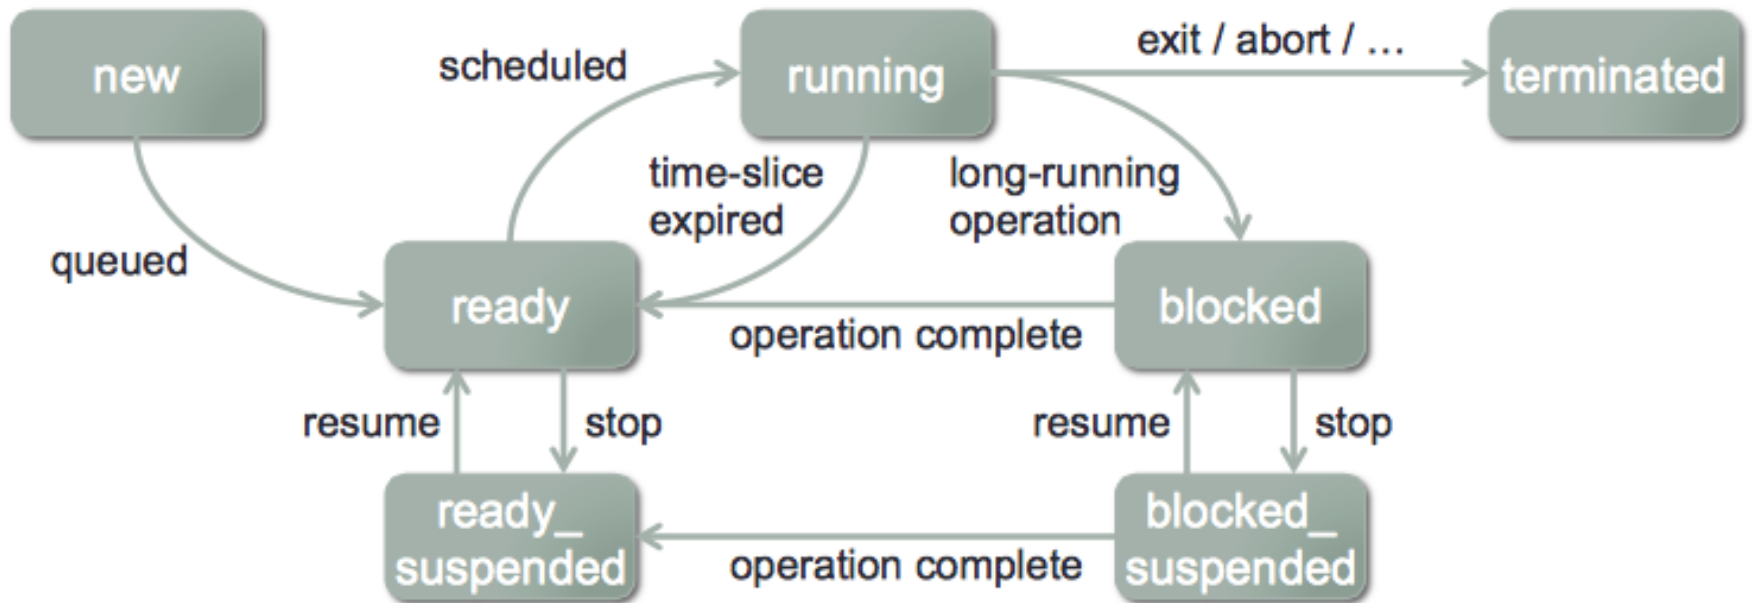 new
scheduled
running
exit / abort / …
terminated
time-slice
expired
long-running
operation
queued
ready
operation complete
blocked
resume
stop
resume
stop
ready_
suspended
operation complete
blocked_
suspended